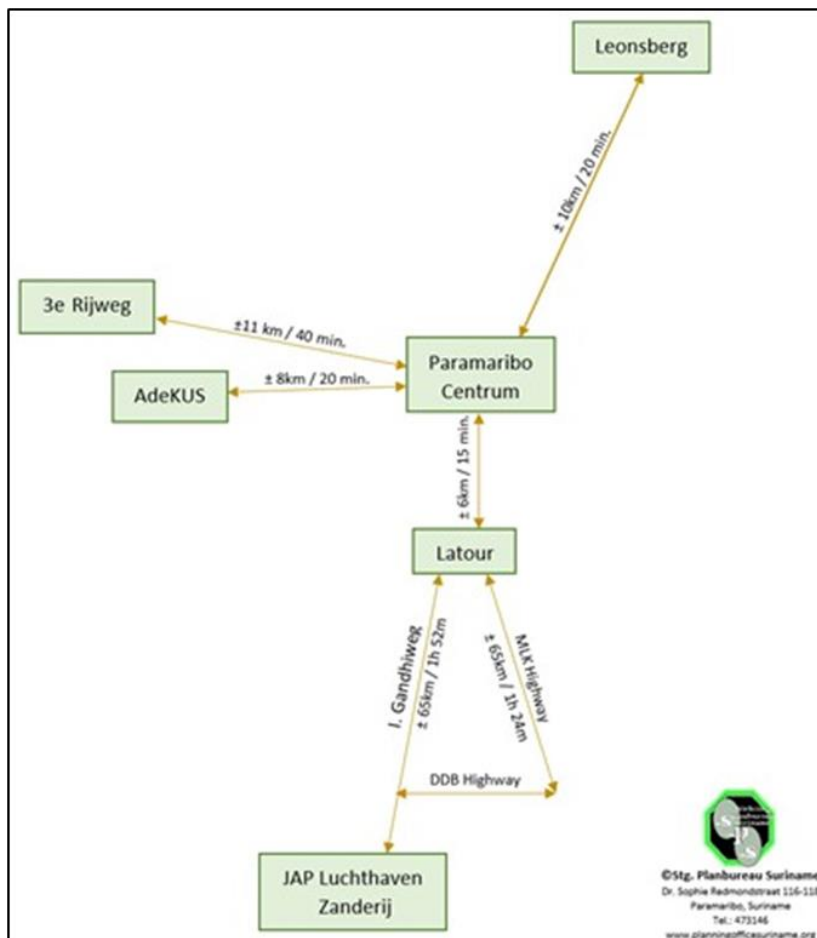 Leonsberg
± 10km / 20 min.
3e Rijweg
±11 km / 40 min.
Paramaribo
Centrum
AdeKUS
± 8km / 20 min.
± 6km / 15 min.
Latour
I. Gandhiweg
± 65km / 1h 52m
MLK Highway
± 65km / 1h 24m
DDB Highway
JAP Luchthaven
Zanderij
©Stg. Planbureau Suriname
Dr. Sophie Redmondstraat 116-118
Paramaribo, Suriname
Tel.: 473146
www.planningofficesuriname.org